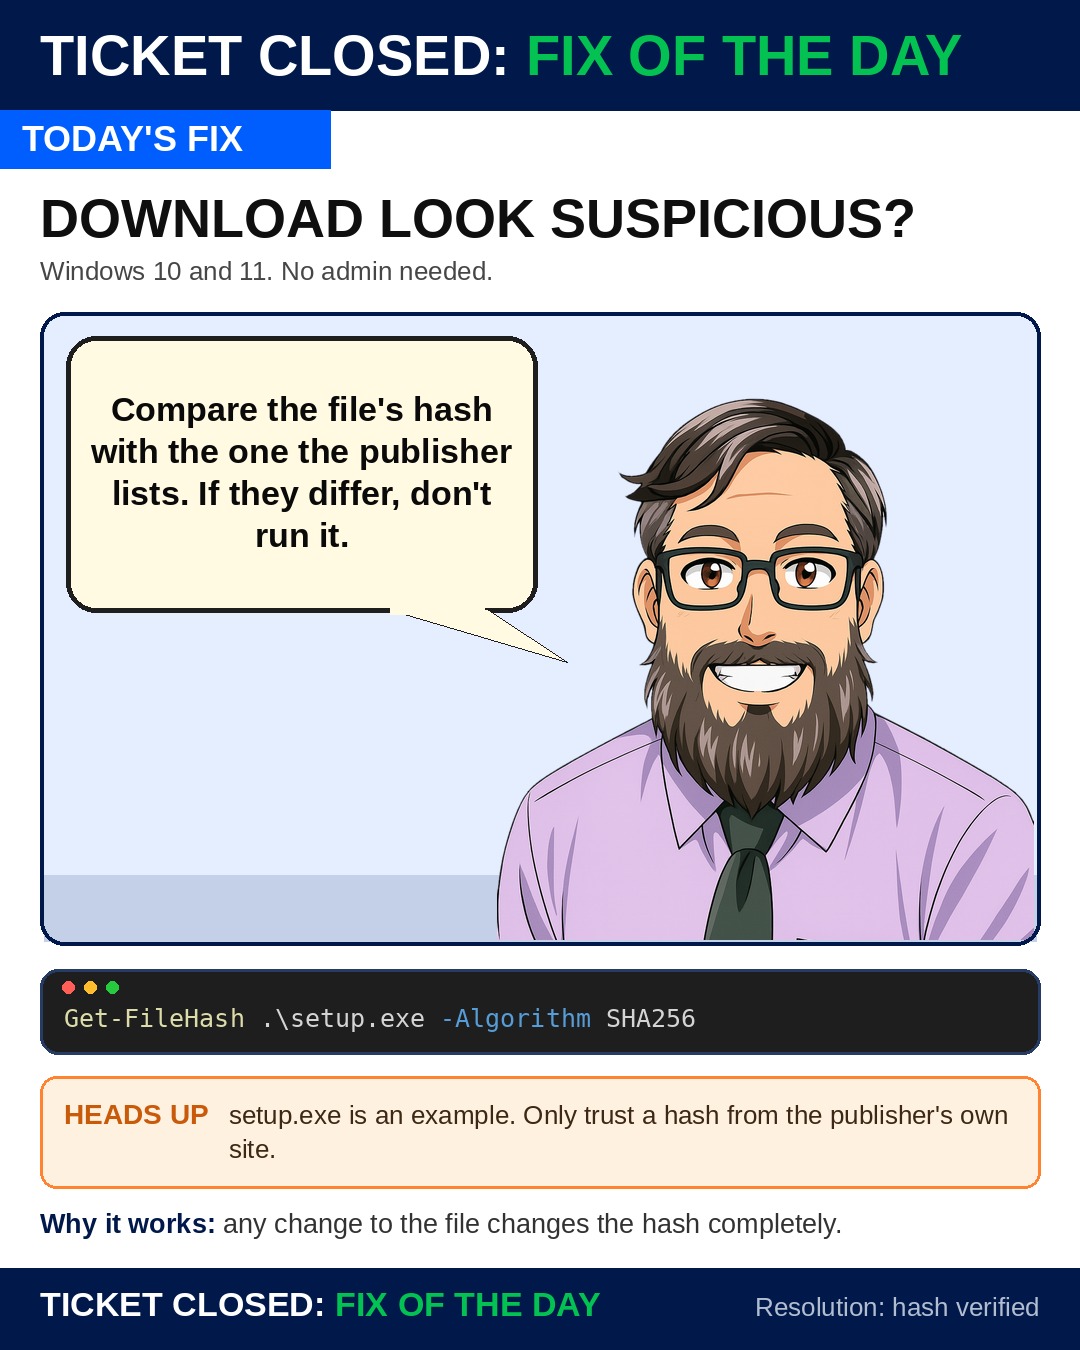 TICKET CLOSED: FIX OF THE DAY
TODAY'S FIX
DOWNLOAD LOOK SUSPICIOUS?
Windows 10 and 11. No admin needed.
Compare the file's hash
with the one the publisher
lists. If they differ, don't
run it.
Get-FileHash .\setup.exe -Algorithm SHA256
HEADS UP setup.exe is an example. Only trust a hash from the publisher's own
site.
Why it works: any change to the file changes the hash completely.
TICKET CLOSED: FIX OF THE DAY Resolution: hash verified